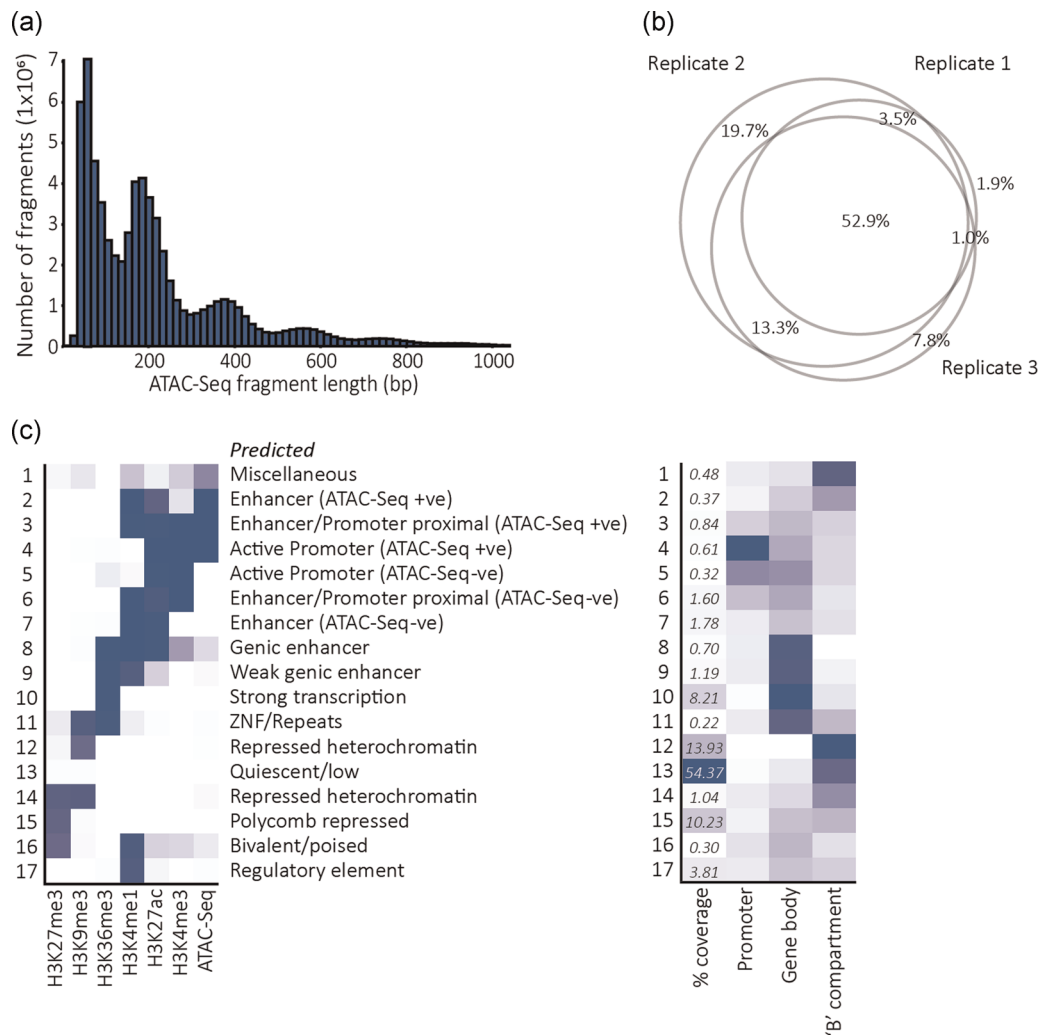 (a)
Number of fragments (1x10⁶)
7
6
5
4
3
2
1
0
200
400
600
800
1000
ATAC-Seq fragment length (bp)
(b)
Replicate 2
Replicate 1
3.5%
19.7%
1.9%
52.9%
1.0%
13.3%
7.8%
Replicate 3
(c)
Predicted
1 Miscellaneous
2 Enhancer (ATAC-Seq +ve)
3 Enhancer/Promoter proximal (ATAC-Seq +ve)
4 Active Promoter (ATAC-Seq +ve)
5 Active Promoter (ATAC-Seq-ve)
6 Enhancer/Promoter proximal (ATAC-Seq-ve)
7 Enhancer (ATAC-Seq-ve)
8 Genic enhancer
9 Weak genic enhancer
10 Strong transcription
11 ZNF/Repeats
12 Repressed heterochromatin
13 Quiescent/low
14 Repressed heterochromatin
15 Polycomb repressed
16 Bivalent/poised
17 Regulatory element
H3K27me3
H3K9me3
H3K36me3
H3K4me1
H3K27ac
H3K4me3
ATAC-Seq
1 0.48
2 0.37
3 0.84
4 0.61
5 0.32
6 1.60
7 1.78
8 0.70
9 1.19
10 8.21
11 0.22
12 13.93
13 54.37
14 1.04
15 10.23
16 0.30
17 3.81
% coverage
Promoter
Gene body
'B' compartment